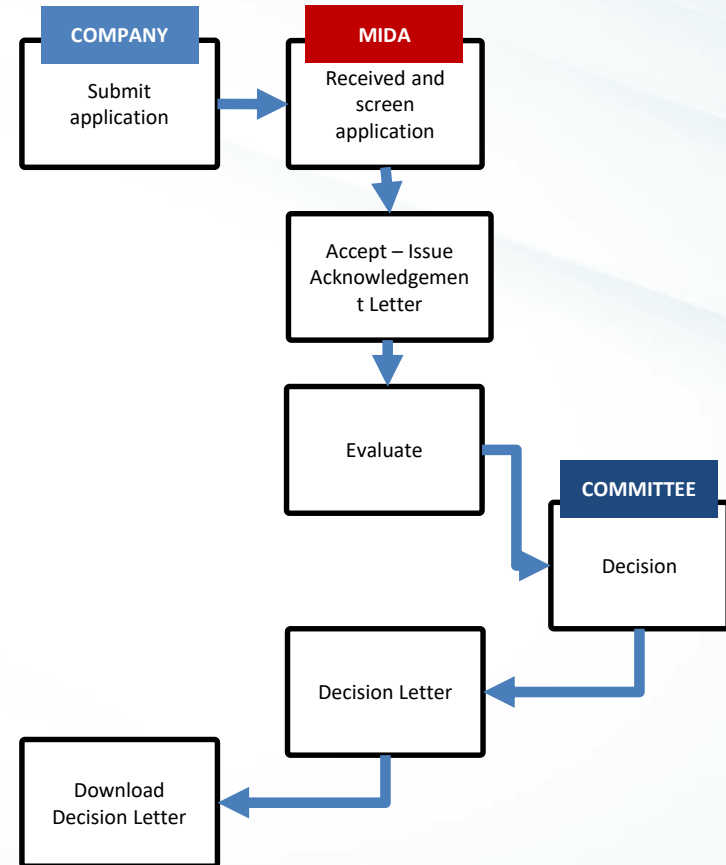 COMPANY
Submit
application
MIDA
Received and
screen
application
Accept – Issue
Acknowledgemen
t Letter
Evaluate
COMMITTEE
Decision
Decision Letter
Download
Decision Letter